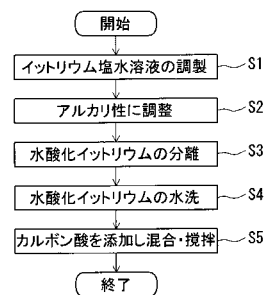 開始
イットリウム塩水溶液の調製 S1
アルカリ性に調整 S2
水酸化イットリウムの分離 S3
水酸化イットリウムの水洗 S4
カルボン酸を添加し混合・撹拌 S5
終了